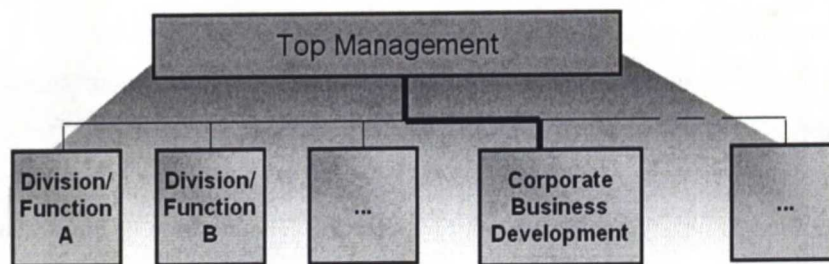 Top Management
Division/
Function
A
Division/
Function
B
...
Corporate
Business
Development
...